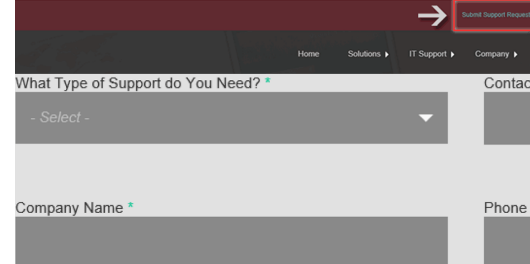 Submit Support Request
Home Solutions IT Support Company
What Type of Support do You Need? *
Contac
- Select -
Company Name *
Phone